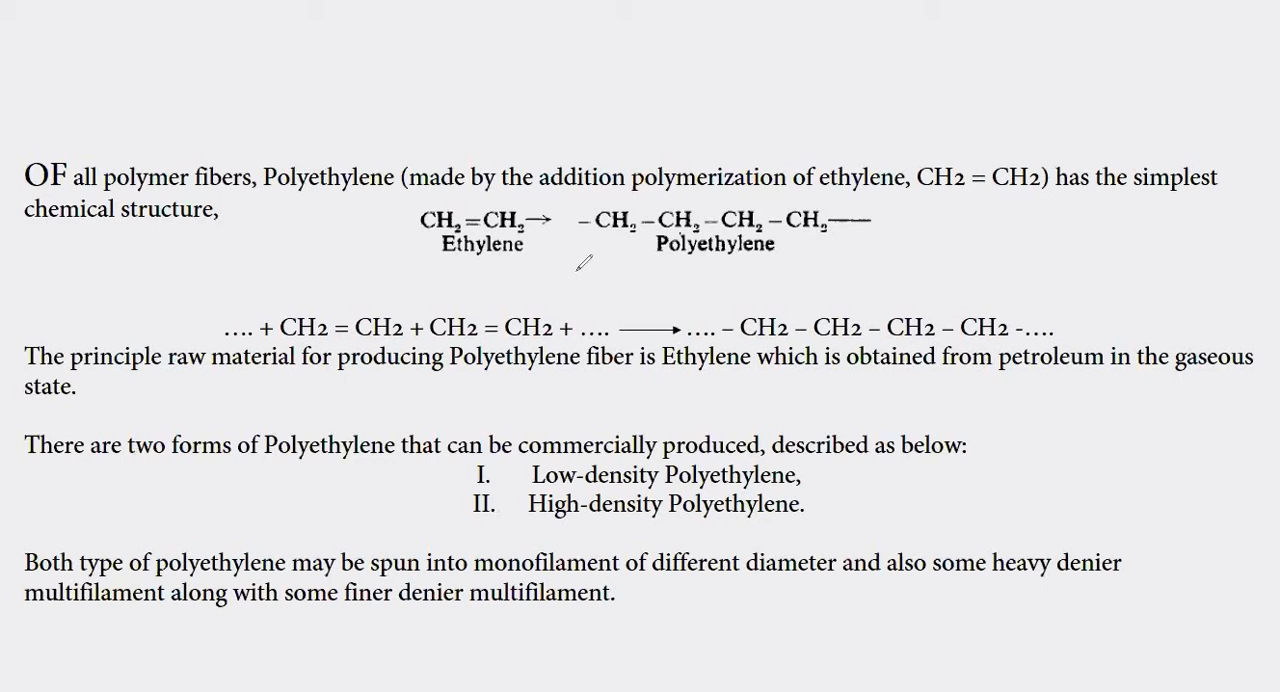 OF all polymer fibers, Polyethylene (made by the addition polymerization of ethylene, CH2 = CH2) has the simplest
chemical structure,
CH₂=CH₂→ –CH₂–CH₂–CH₂–CH₂——
Ethylene Polyethylene
…. + CH2 = CH2 + CH2 = CH2 + …. ⟶ …. – CH2 – CH2 – CH2 – CH2 -….
The principle raw material for producing Polyethylene fiber is Ethylene which is obtained from petroleum in the gaseous
state.
There are two forms of Polyethylene that can be commercially produced, described as below:
I. Low-density Polyethylene,
II. High-density Polyethylene.
Both type of polyethylene may be spun into monofilament of different diameter and also some heavy denier
multifilament along with some finer denier multifilament.